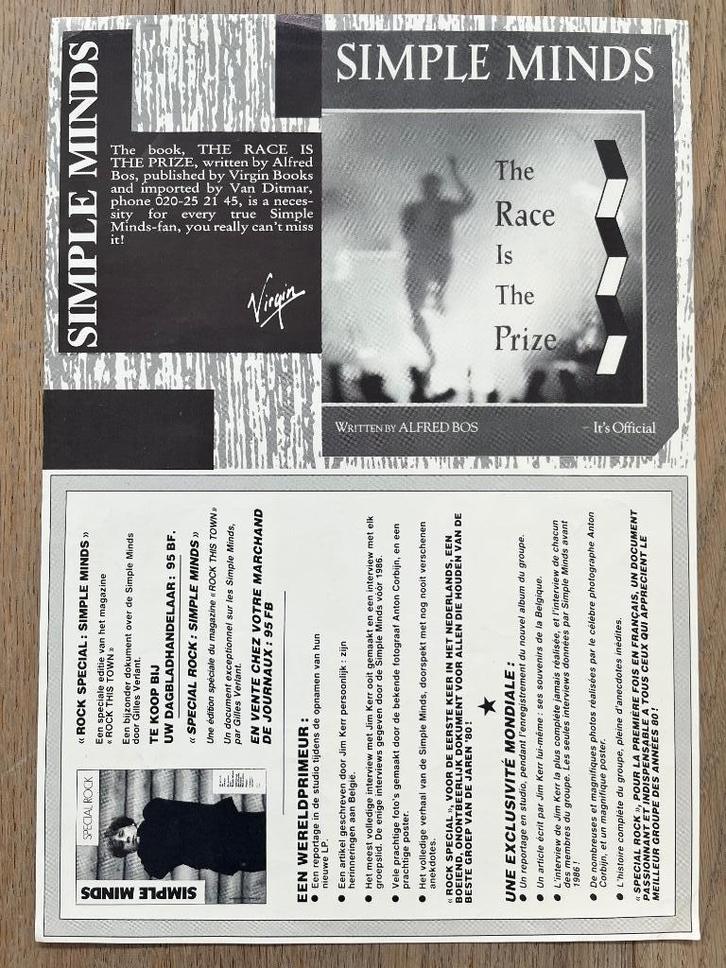 SIMPLE MINDS
The book, THE RACE IS
THE PRIZE, written by Alfred
Bos, published by Virgin Books
and imported by Van Ditmar,
phone 020-25 21 45, is a neces-
sity for every true Simple
Minds-fan, you really can't miss
it!
Virgin
SIMPLE MINDS
The
Race
Is
The
Prize
WRITTEN BY ALFRED BOS
– It's Official
SPECIAL ROCK
SIMPLE MINDS
« ROCK SPECIAL : SIMPLE MINDS »
Een speciale editie van het magazine
« ROCK THIS TOWN »
Een bijzonder dokument over de Simple Minds
door Gilles Verlant.
TE KOOP BIJ
UW DAGBLADHANDELAAR : 95 BF.
« SPECIAL ROCK : SIMPLE MINDS »
Une édition spéciale du magazine « ROCK THIS TOWN »
Un document exceptionnel sur les Simple Minds,
par Gilles Verlant.
EN VENTE CHEZ VOTRE MARCHAND
DE JOURNAUX : 95 FB
EEN WERELDPRIMEUR :
● Een reportage in de studio tijdens de opnamen van hun
nieuwe LP.
● Een artikel geschreven door Jim Kerr persoonlijk : zijn
herinneringen aan België.
● Het meest volledige interview met Jim Kerr ooit gemaakt en een interview met elk
groepslid. De enige interviews gegeven door de Simple Minds vóór 1986.
● Vele prachtige foto's gemaakt door de bekende fotograaf Anton Corbijn, en een
prachtige poster.
● Het volledige verhaal van de Simple Minds, doorspekt met nog nooit verschenen
anekdotes.
« ROCK SPECIAL », VOOR DE EERSTE KEER IN HET NEDERLANDS, EEN
BOEIEND, ONONTBEERLIJK DOKUMENT VOOR ALLEN DIE HOUDEN VAN DE
BESTE GROEP VAN DE JAREN '80!
★
UNE EXCLUSIVITÉ MONDIALE :
● Un reportage en studio, pendant l'enregistrement du nouvel album du groupe.
● Un article écrit par Jim Kerr lui-même : ses souvenirs de la Belgique.
● L'interview de Jim Kerr la plus complète jamais réalisée, et l'interview de chacun
des membres du groupe. Les seules interviews données par Simple Minds avant
1986 !
● De nombreuses et magnifiques photos réalisées par le célèbre photographe Anton
Corbijn, et un magnifique poster.
● L'histoire complète du groupe, pleine d'anecdotes inédites.
« SPECIAL ROCK », POUR LA PREMIÈRE FOIS EN FRANÇAIS, UN DOCUMENT
PASSIONNANT ET INDISPENSABLE A TOUS CEUX QUI APPRECIENT LE
MEILLEUR GROUPE DES ANNÉES 80!